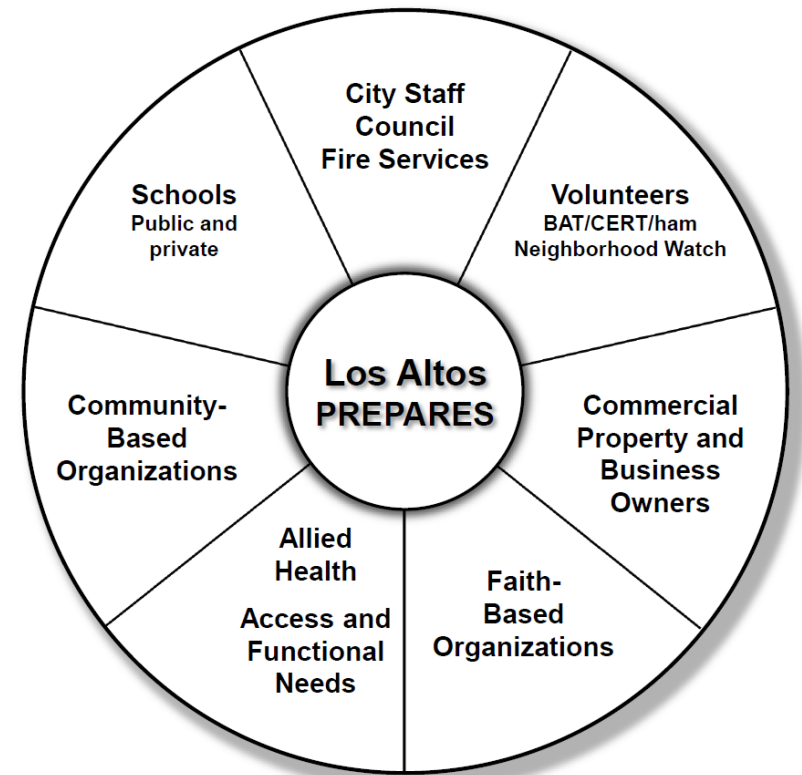 City Staff
Council
Fire Services
Volunteers
BAT/CERT/ham
Neighborhood Watch
Commercial
Property and
Business
Owners
Faith-
Based
Organizations
Allied
Health
Access and
Functional
Needs
Community-
Based
Organizations
Schools
Public and
private
Los Altos
PREPARES